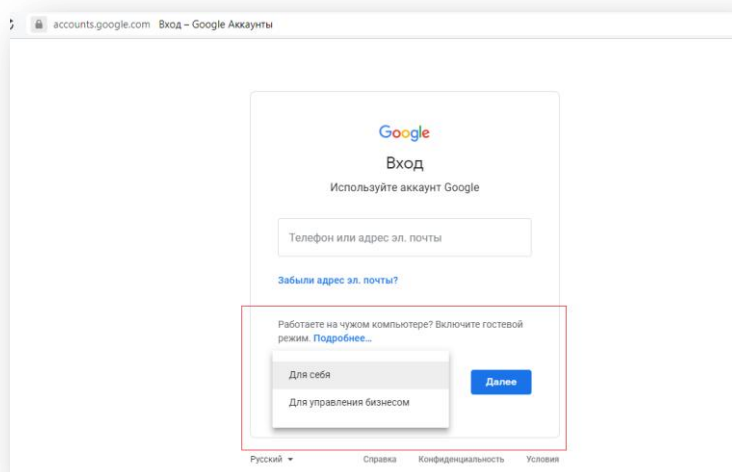 accounts.google.com Вход – Google Аккаунты
Google
Вход
Используйте аккаунт Google
Телефон или адрес эл. почты
Забыли адрес эл. почты?
Работаете на чужом компьютере? Включите гостевой
режим. Подробнее...
Для себя
Далее
Для управления бизнесом
Русский Справка Конфиденциальность Условия